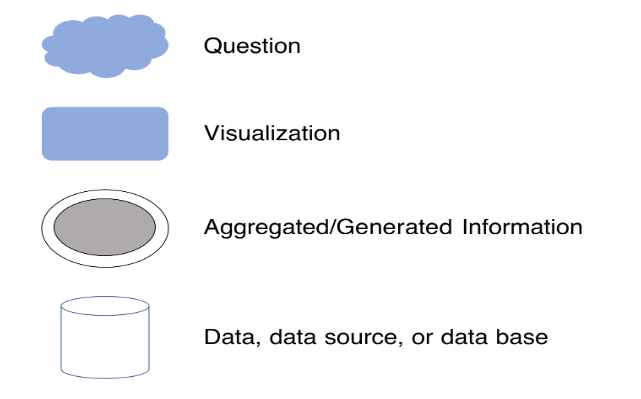 Question
Visualization
Aggregated/Generated Information
Data, data source, or data base